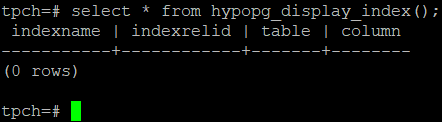 tpch=# select * from hypopg_display_index();
 indexname | indexrelid | table | column
-----------+------------+-------+--------
(0 rows)

tpch=#